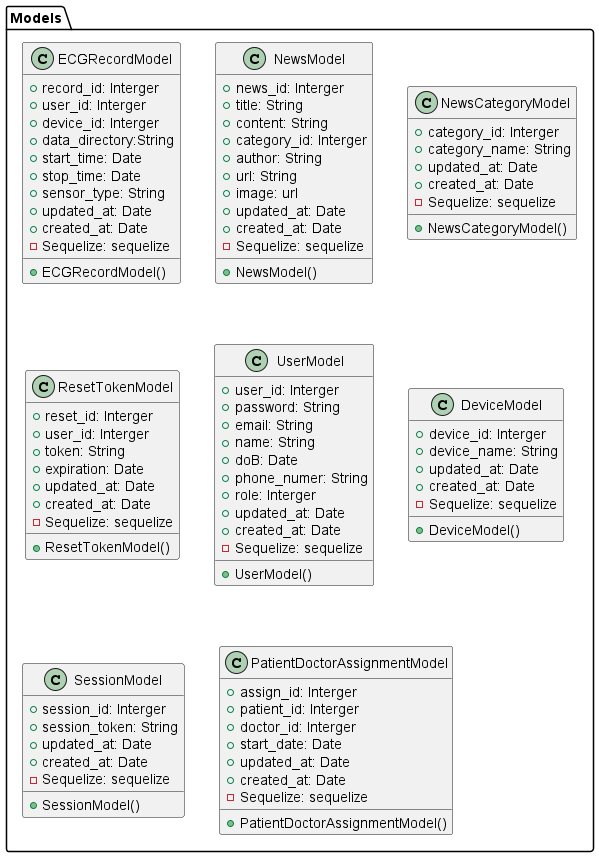 Models
C ECGRecordModel
record_id: Interger
user_id: Interger
device_id: Interger
data_directory:String
start_time: Date
stop_time: Date
sensor_type: String
updated_at: Date
created_at: Date
Sequelize: sequelize
ECGRecordModel()
C NewsModel
news_id: Interger
title: String
content: String
category_id: Interger
author: String
url: String
image: url
updated_at: Date
created_at: Date
Sequelize: sequelize
NewsModel()
C NewsCategoryModel
category_id: Interger
category_name: String
updated_at: Date
created_at: Date
Sequelize: sequelize
NewsCategoryModel()
C ResetTokenModel
reset_id: Interger
user_id: Interger
token: String
expiration: Date
updated_at: Date
created_at: Date
Sequelize: sequelize
ResetTokenModel()
C UserModel
user_id: Interger
password: String
email: String
name: String
doB: Date
phone_numer: String
role: Interger
updated_at: Date
created_at: Date
Sequelize: sequelize
UserModel()
C DeviceModel
device_id: Interger
device_name: String
updated_at: Date
created_at: Date
Sequelize: sequelize
DeviceModel()
C SessionModel
session_id: Interger
session_token: String
updated_at: Date
created_at: Date
Sequelize: sequelize
SessionModel()
C PatientDoctorAssignmentModel
assign_id: Interger
patient_id: Interger
doctor_id: Interger
start_date: Date
updated_at: Date
created_at: Date
Sequelize: sequelize
PatientDoctorAssignmentModel()